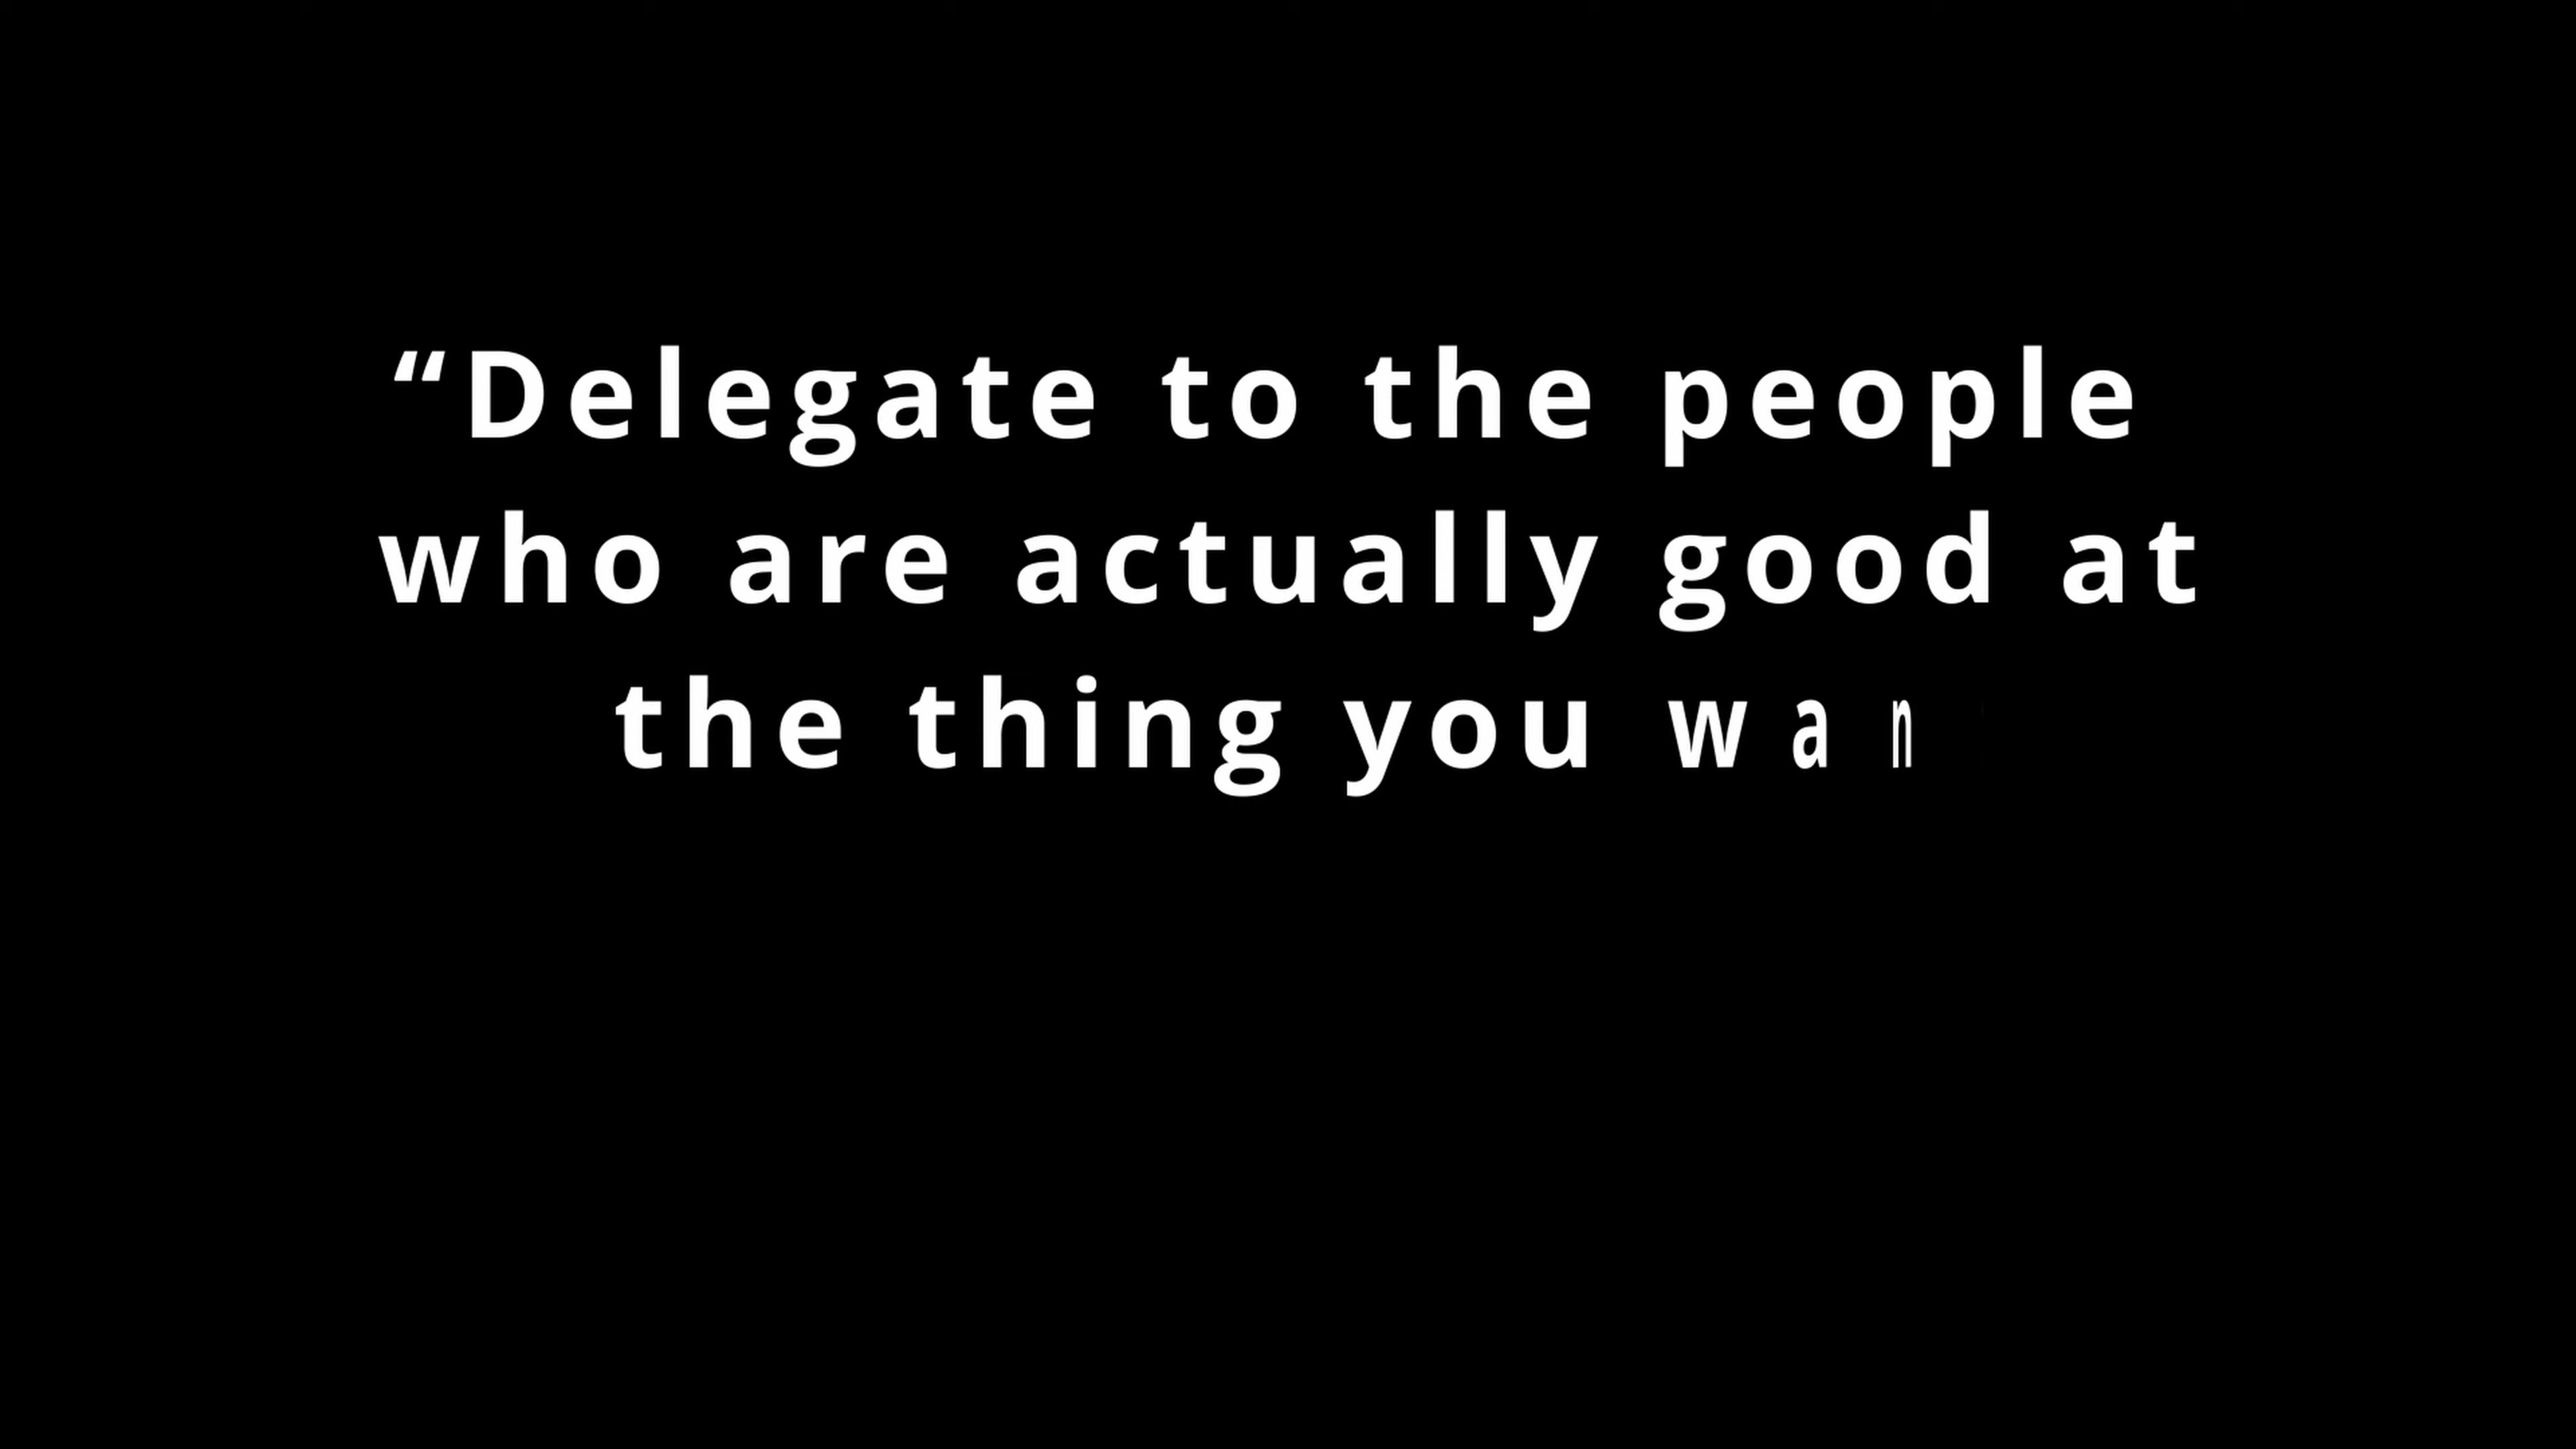 “Delegate to the people
who are actually good at
the thing you wan